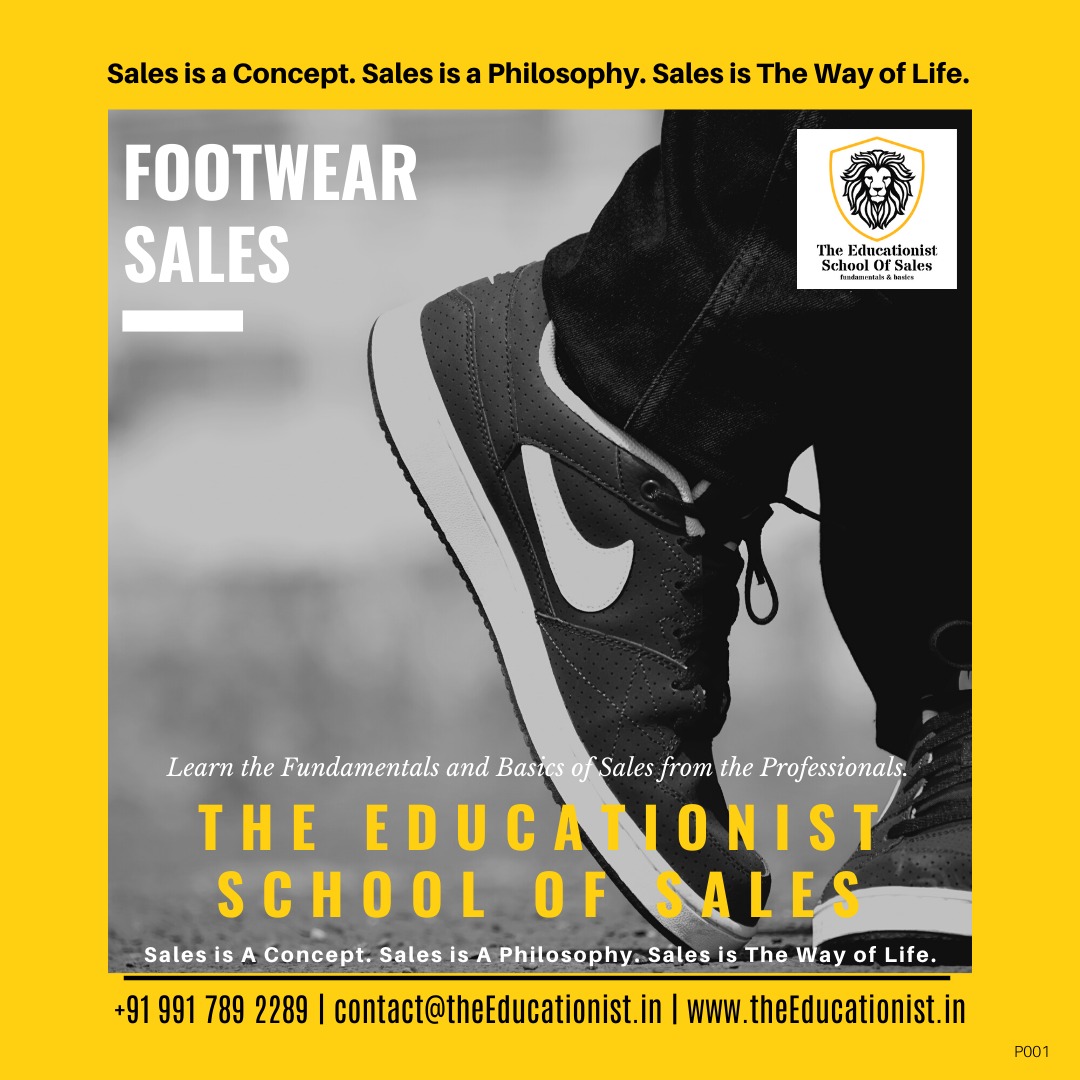 Sales is a Concept. Sales is a Philosophy. Sales is The Way of Life.
FOOTWEAR
SALES
The Educationist
School Of Sales
fundamentals & basics
Learn the Fundamentals and Basics of Sales from the Professionals.
THE EDUCATIONIST
SCHOOL OF SALES
Sales is A Concept. Sales is A Philosophy. Sales is The Way of Life.
+91 991 789 2289 | contact@theEducationist.in | www.theEducationist.in
P001